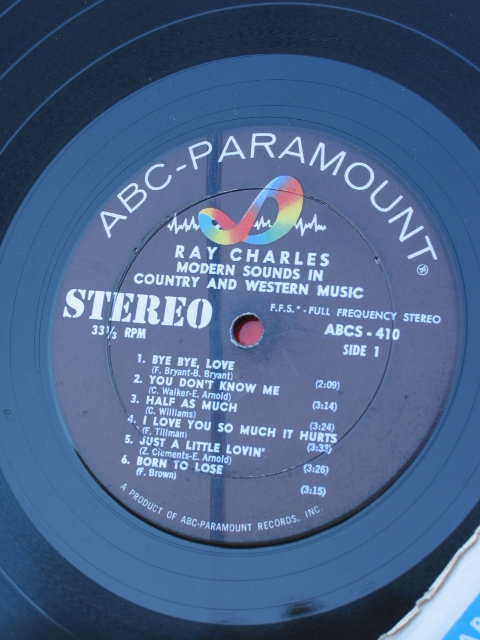 ABC-PARAMOUNT®
RAY CHARLES
MODERN SOUNDS IN
COUNTRY AND WESTERN MUSIC
STEREO
33⅓ RPM
F.F.S.* - FULL FREQUENCY STEREO
ABCS - 410
SIDE 1
1. BYE BYE, LOVE
(F. Bryant-B. Bryant) (2:09)
2. YOU DON'T KNOW ME
(C. Walker-E. Arnold) (3:14)
3. HALF AS MUCH
(C. Williams) (3:24)
4. I LOVE YOU SO MUCH IT HURTS
(F. Tillman) (3:33)
5. JUST A LITTLE LOVIN'
(Z. Clements-E. Arnold) (3:26)
6. BORN TO LOSE
(F. Brown) (3:15)
A PRODUCT OF ABC-PARAMOUNT RECORDS, INC.